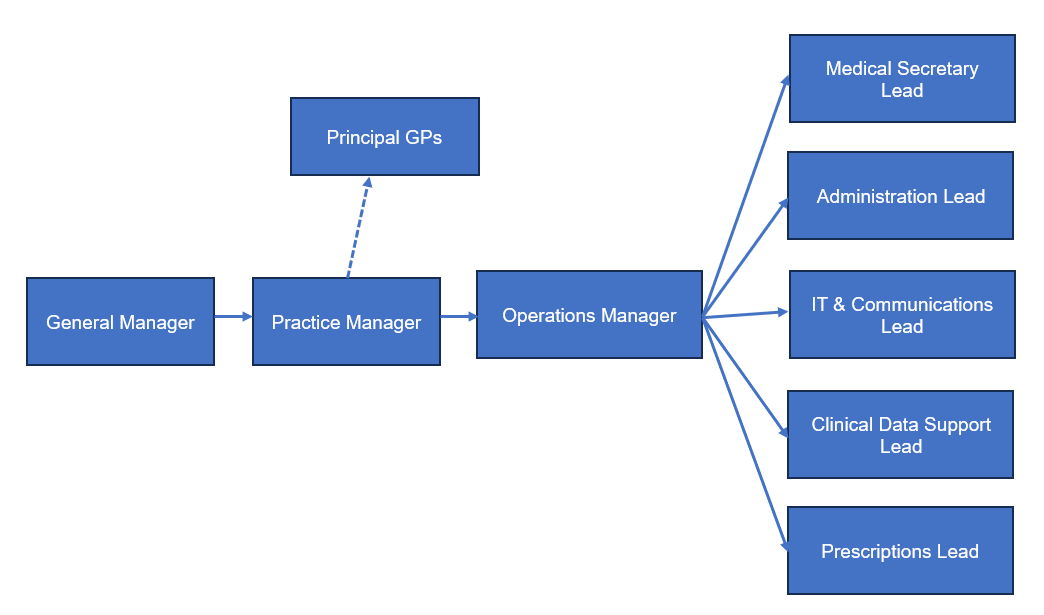 Principal GPs
General Manager
Practice Manager
Operations Manager
Medical Secretary
Lead
Administration Lead
IT & Communications
Lead
Clinical Data Support
Lead
Prescriptions Lead